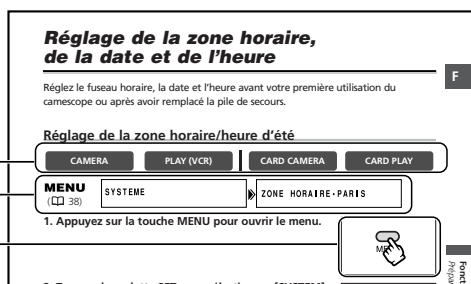 Réglage de la zone horaire,
de la date et de l'heure
F
Réglez le fuseau horaire, la date et l'heure avant votre première utilisation du
camescope ou après avoir remplacé la pile de secours.
Réglage de la zone horaire/heure d'été
CAMERA PLAY (VCR) CARD CAMERA CARD PLAY
MENU
( 38)
SYSTEME ZONE HORAIRE·PARIS
1. Appuyez sur la touche MENU pour ouvrir le menu.